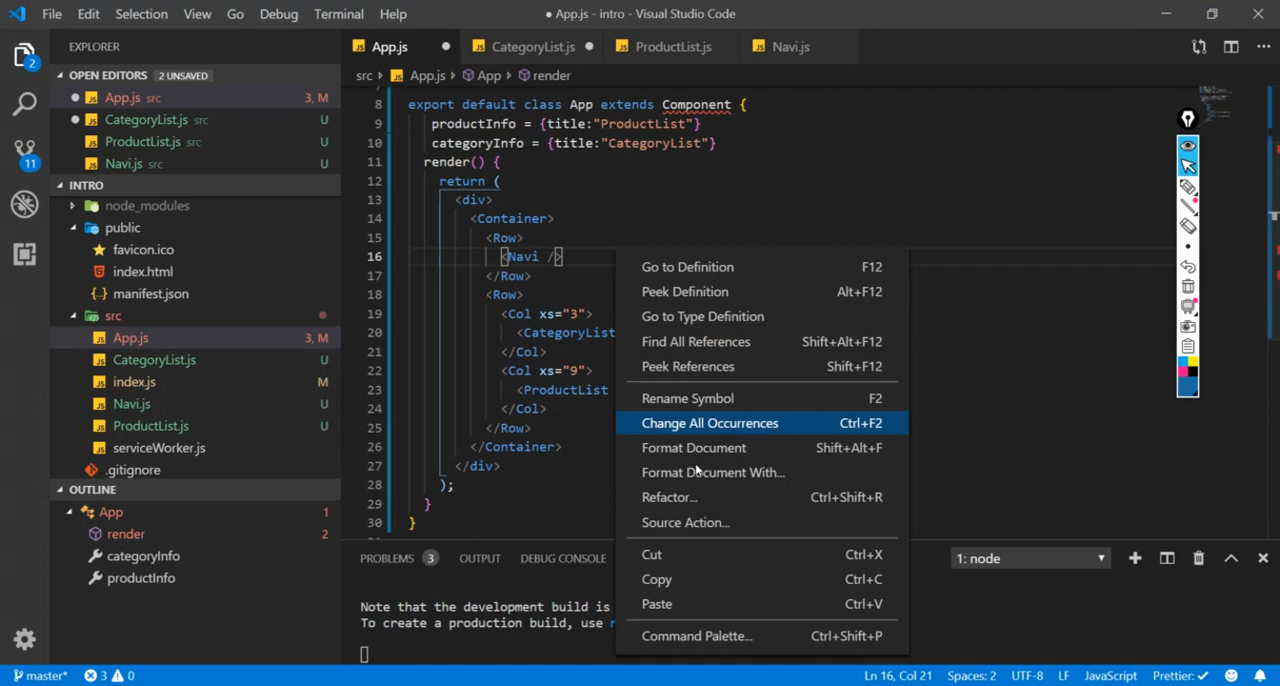 File Edit Selection View Go Debug Terminal Help ● App.js - intro - Visual Studio Code
EXPLORER
App.js CategoryList.js ProductList.js Navi.js
OPEN EDITORS 2 UNSAVED
App.js src 3, M
CategoryList.js src U
ProductList.js src U
Navi.js src U
INTRO
node_modules
public
favicon.ico
index.html
{..} manifest.json
src
App.js 3, M
CategoryList.js U
index.js M
Navi.js U
ProductList.js U
serviceWorker.js
.gitignore
OUTLINE
App 1
render 2
categoryInfo
productInfo
2
11
src > App.js > App > render
8 export default class App extends Component {
9 productInfo = {title:"ProductList"}
10 categoryInfo = {title:"CategoryList"}
11 render() {
12 return (
13 <div>
14 <Container>
15 <Row>
16 <Navi />
17 </Row>
18 <Row>
19 <Col xs="3">
20 <CategoryList
21 </Col>
22 <Col xs="9">
23 <ProductList
24 </Col>
25 </Row>
26 </Container>
27 </div>
28 );
29 }
30 }
Go to Definition F12
Peek Definition Alt+F12
Go to Type Definition
Find All References Shift+Alt+F12
Peek References Shift+F12
Rename Symbol F2
Change All Occurrences Ctrl+F2
Format Document Shift+Alt+F
Format Document With...
Refactor... Ctrl+Shift+R
Source Action...
Cut Ctrl+X
Copy Ctrl+C
Paste Ctrl+V
Command Palette... Ctrl+Shift+P
PROBLEMS 3 OUTPUT DEBUG CONSOLE 1: node
Note that the development build is
To create a production build, use
master* 3 0 Ln 16, Col 21 Spaces: 2 UTF-8 LF JavaScript Prettier: ✓